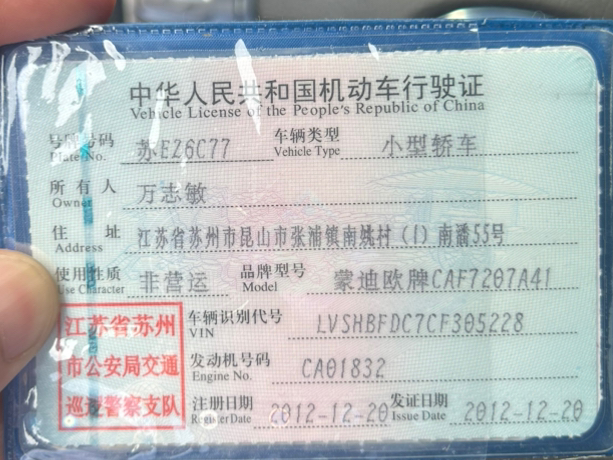 中华人民共和国机动车行驶证
Vehicle License of the People's Republic of China
号牌号码 苏EZ6C77 车辆类型 小型轿车
Plate No. Vehicle Type
所有人 万志敏
Owner
住址 江苏省苏州市昆山市张浦镇南姚村(1)南潘55号
Address
使用性质 非营运 品牌型号 蒙迪欧牌CAF7207A41
Use Character Model
江苏省苏州
市公安局交通
巡逻警察支队
车辆识别代号 LVSHBFDC7CF305228
VIN
发动机号码 CA01832
Engine No.
注册日期 2012-12-20 发证日期 2012-12-20
Register Date Issue Date